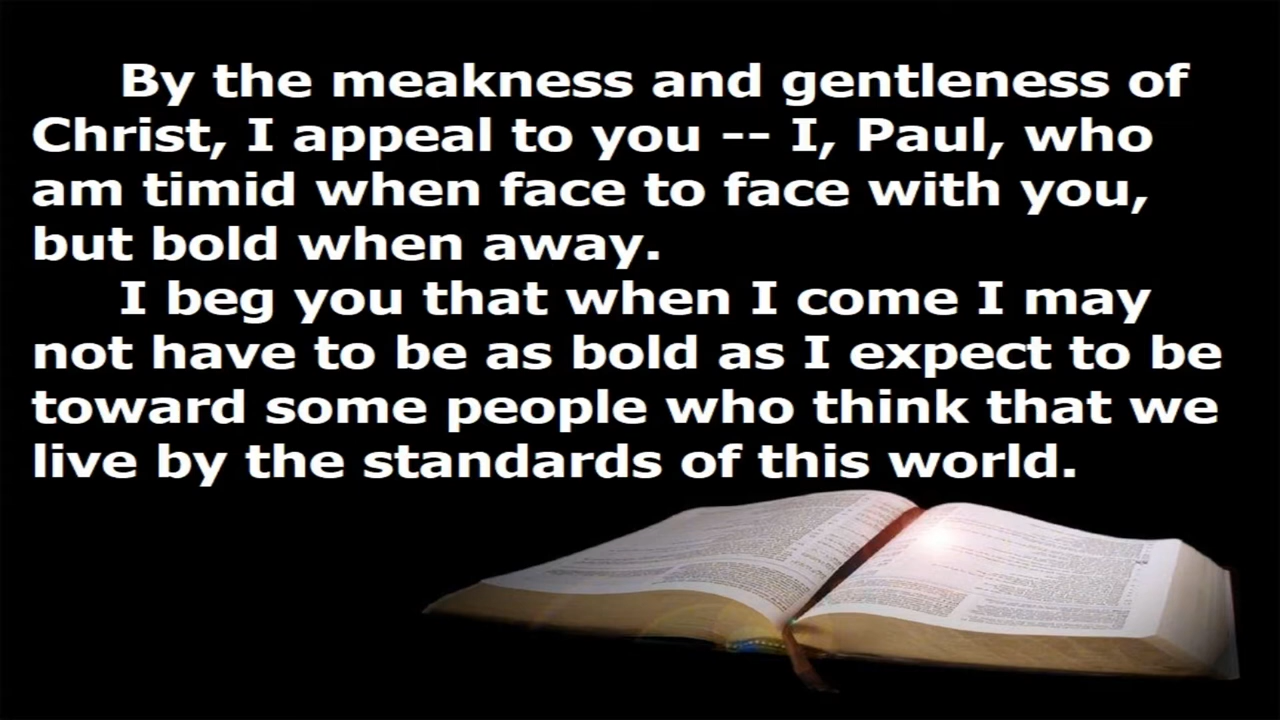 By the meakness and gentleness of
Christ, I appeal to you -- I, Paul, who
am timid when face to face with you,
but bold when away.
I beg you that when I come I may
not have to be as bold as I expect to be
toward some people who think that we
live by the standards of this world.